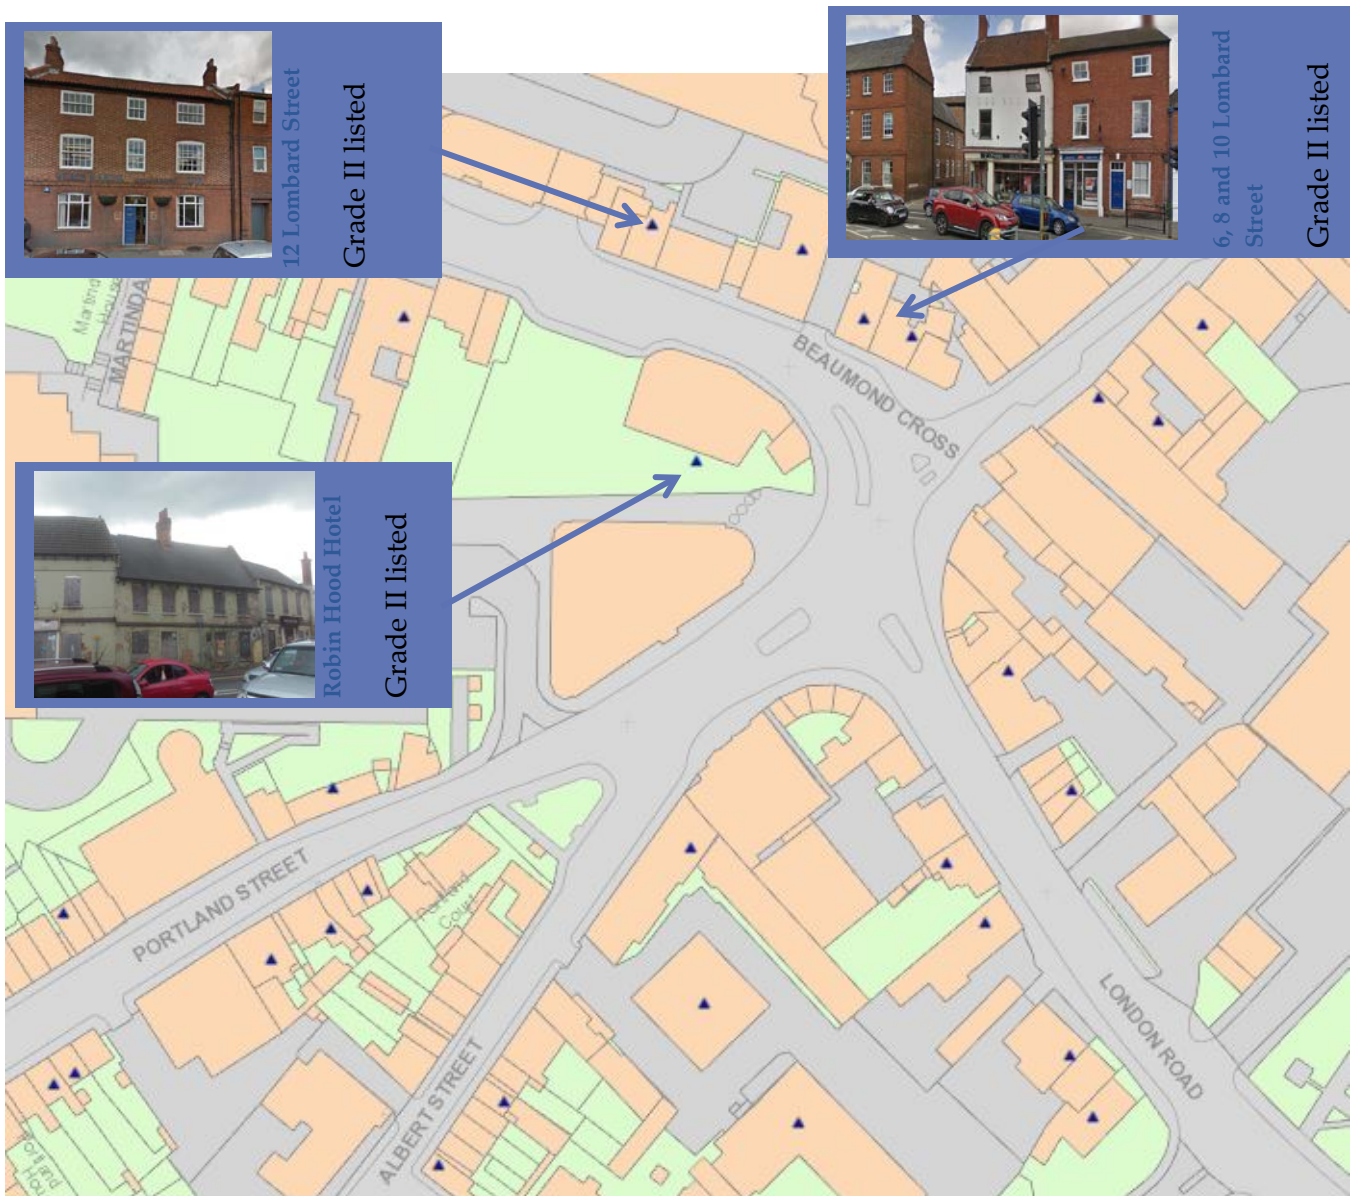 12 Lombard Street
Grade II listed
6, 8 and 10 Lombard
Street
Grade II listed
Robin Hood Hotel
Grade II listed
BEAUMOND CROSS
PORTLAND STREET
Court
ALBERT STREET
LONDON ROAD